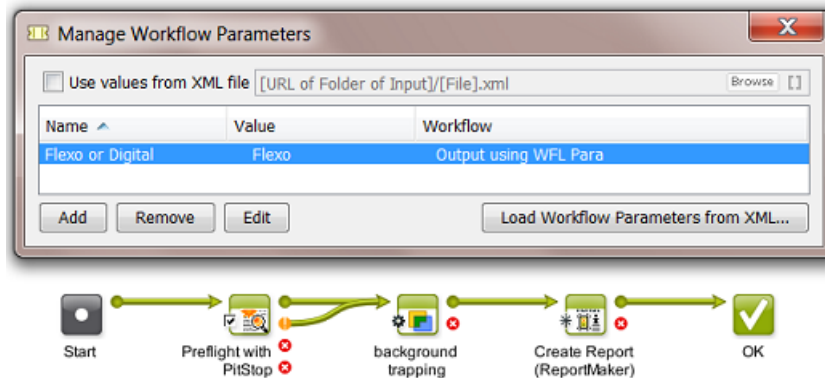 Manage Workflow Parameters
X
Use values from XML file [URL of Folder of Input]/[File].xml Browse []
Name Value Workflow
Flexo or Digital Flexo Output using WFL Para
Add Remove Edit Load Workflow Parameters from XML...
Start
Preflight with
PitStop
background
trapping
Create Report
(ReportMaker)
OK